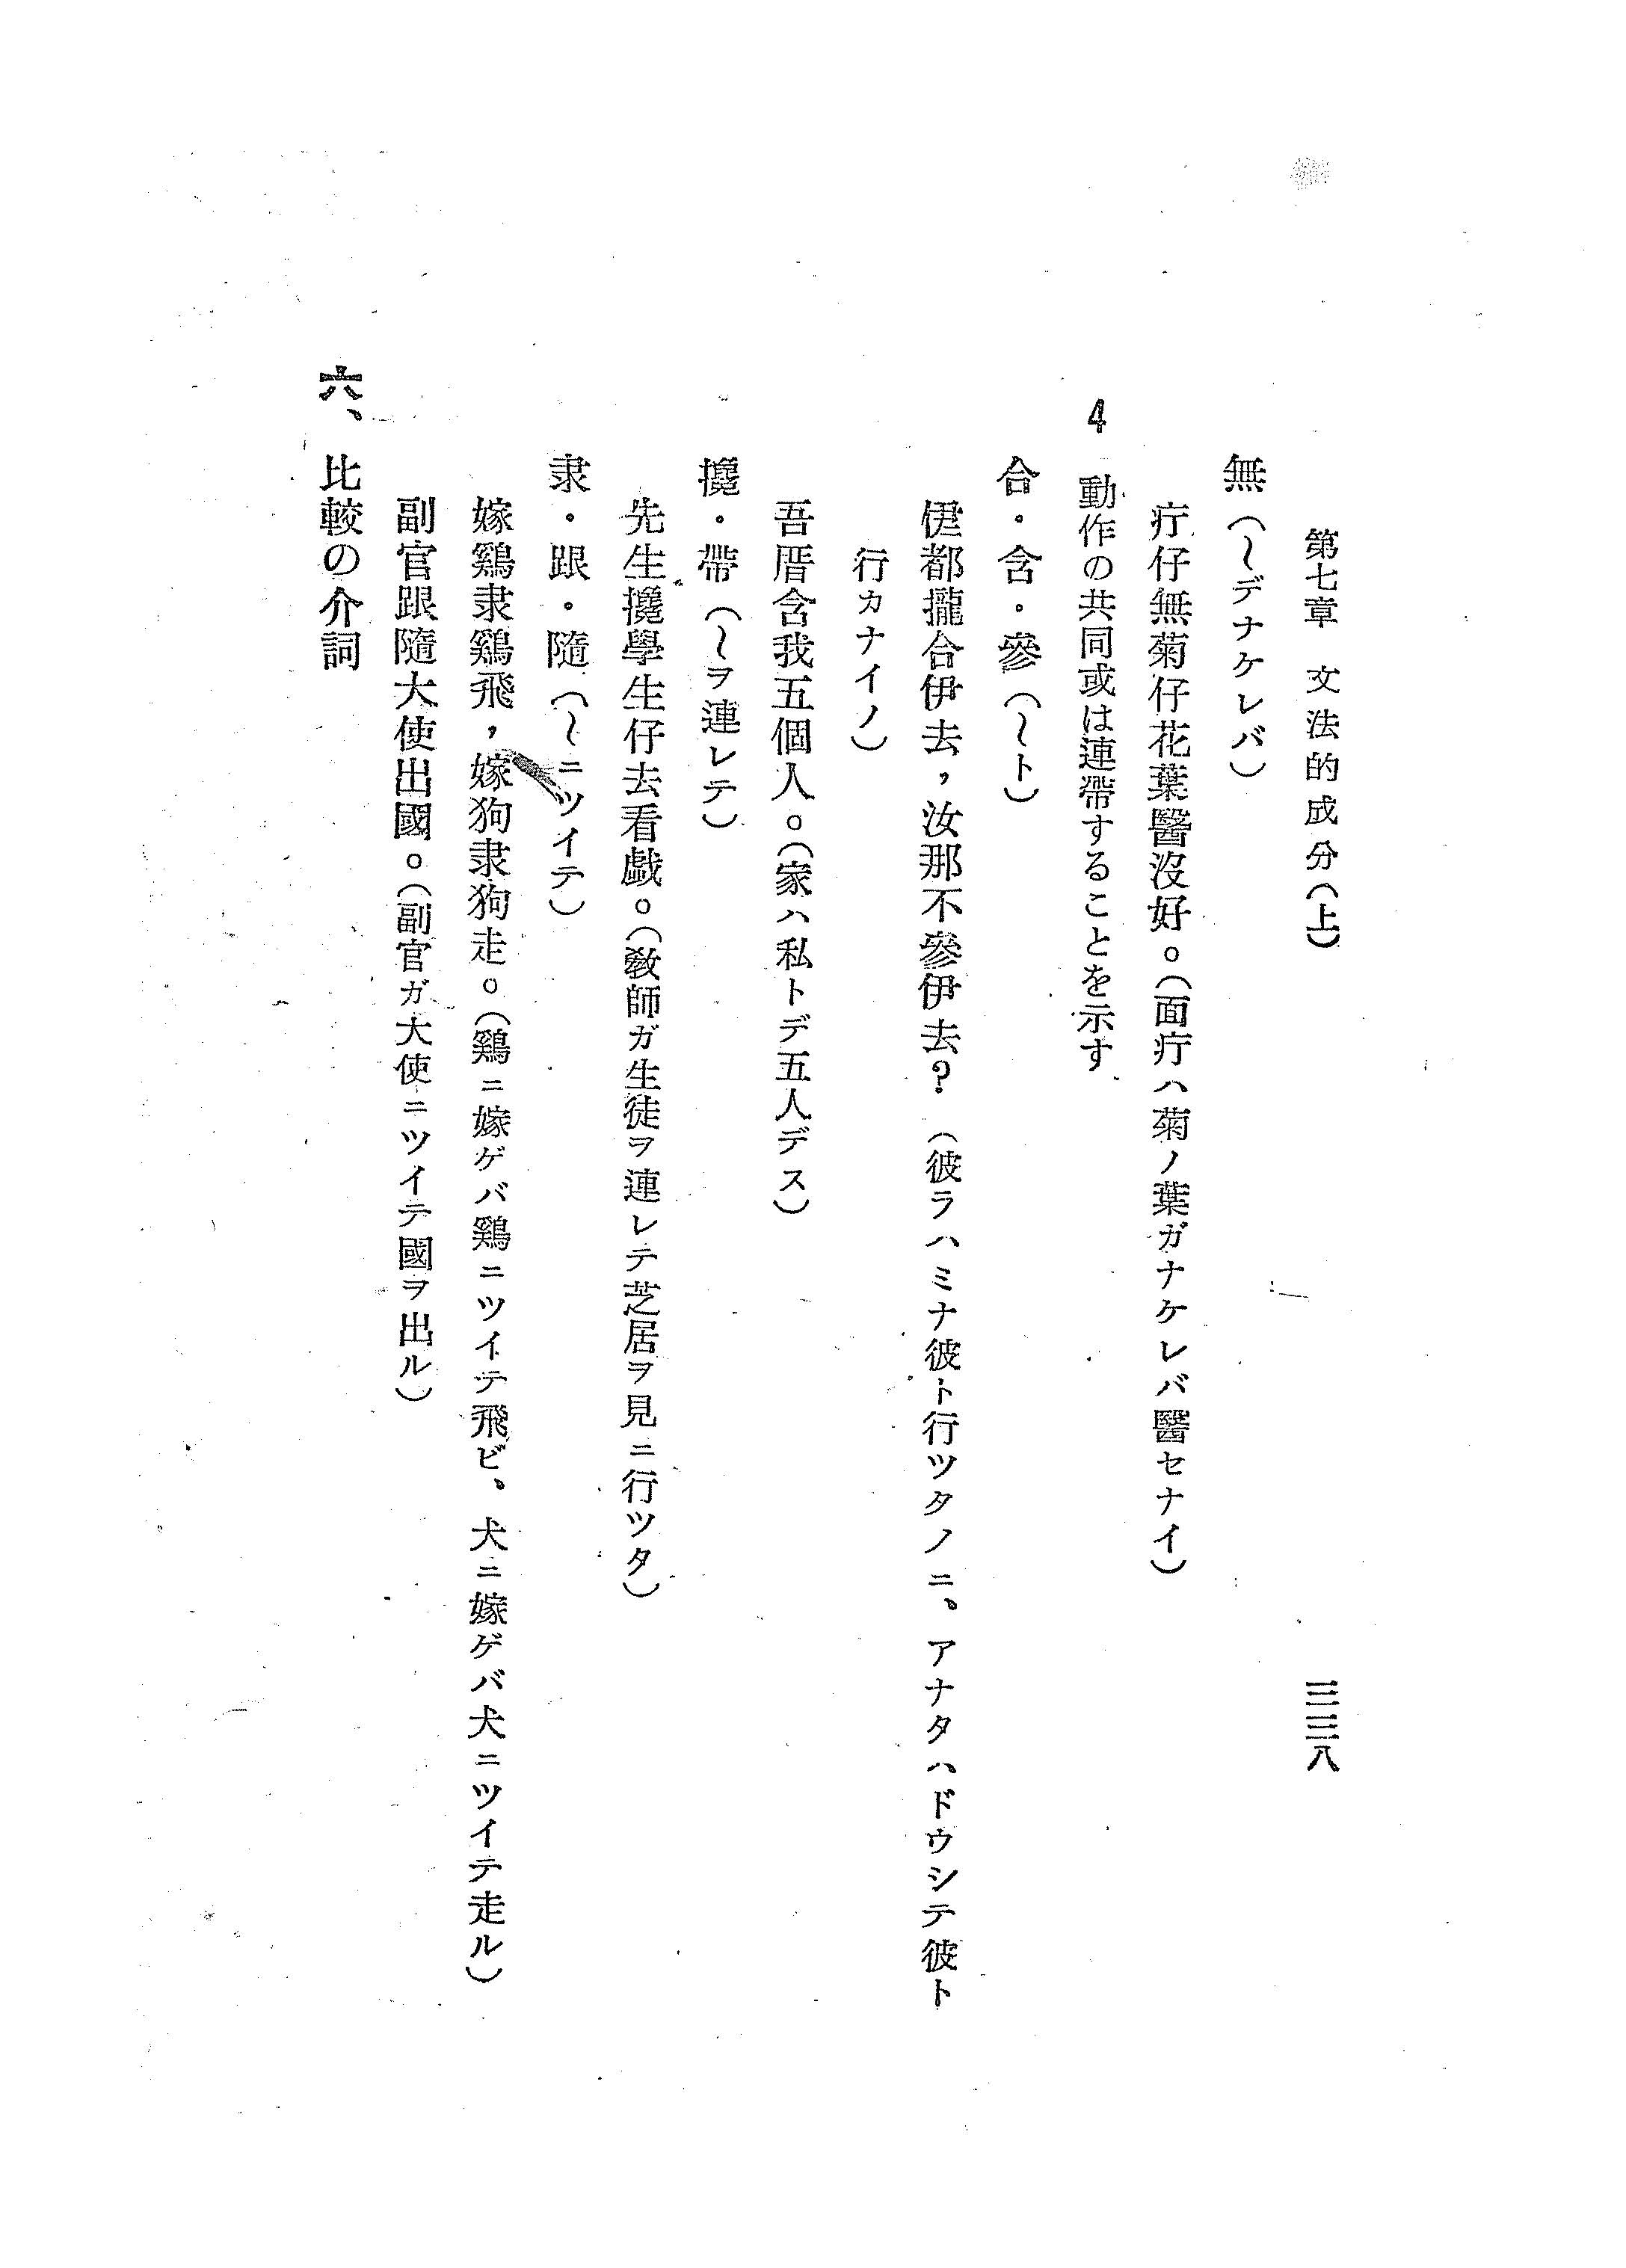 第七章 文法的成分（上） 三三八
無（〜デナケレバ）
疔仔無菊仔花葉醫沒好。（面疔ハ菊ノ葉ガナケレバ醫セナイ）
4 動作の共同或は連帶することを示す
合・含・參（〜ト）
伊都攏合伊去，汝那不參伊去？（彼ラハミナ彼ト行ツタノニ、アナタハドウシテ彼ト
行カナイノ）
吾厝含我五個人。（家ハ私トデ五人デス）
㩗・帶（〜ヲ連レテ）
先生㩗學生仔去看戱。（敎師ガ生徒ヲ連レテ芝居ヲ見ニ行ツタ）
隶・跟・隨（〜ニツイテ）
嫁鷄隶鷄飛，嫁狗隶狗走。（鷄ニ嫁ゲバ鷄ニツイテ飛ビ、犬ニ嫁ゲバ犬ニツイテ走ル）
副官跟隨大使出國。（副官ガ大使ニツイテ國ヲ出ル）
六、比較の介詞